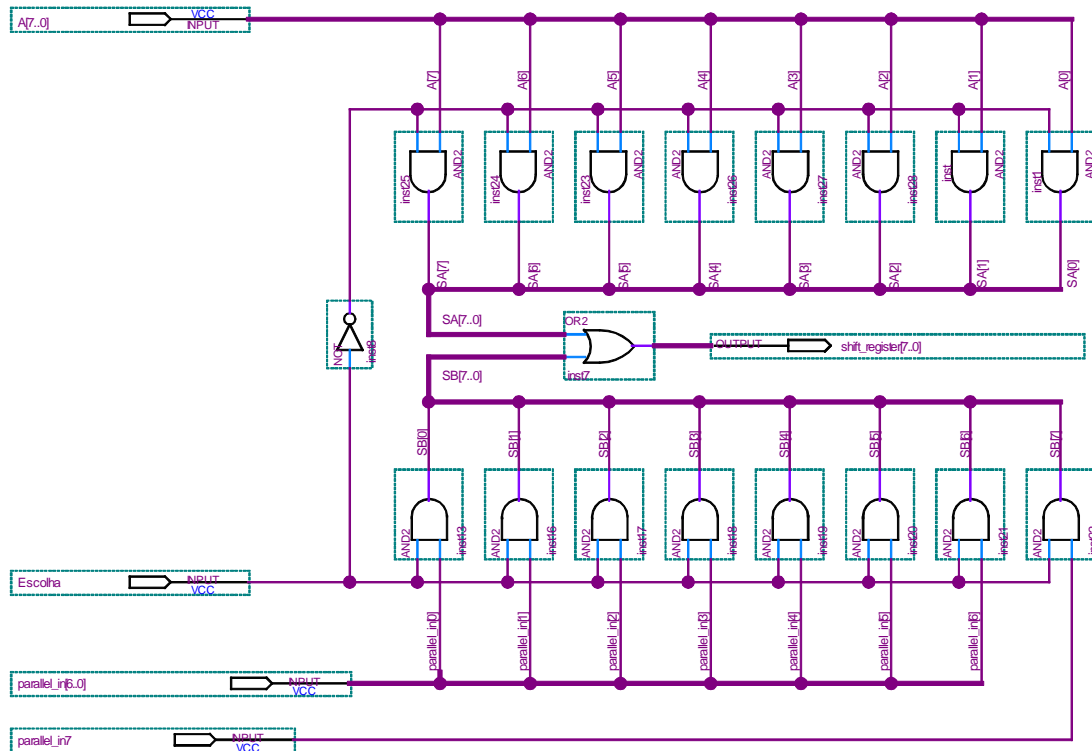 A[7..0] VCC INPUT
A[7] A[6] A[5] A[4] A[3] A[2] A[1] A[0]
AND2 AND2 AND2 AND2 AND2 AND2 AND2 AND2
inst25 inst24 inst23 inst26 inst27 inst28 inst inst1
SA[7] SA[6] SA[5] SA[4] SA[3] SA[2] SA[1] SA[0]
SA[7..0]
OR2
NOT inst8
OUTPUT shift_register[7..0]
SB[7..0]
inst7
SB[0] SB[1] SB[2] SB[3] SB[4] SB[5] SB[6] SB[7]
AND2 AND2 AND2 AND2 AND2 AND2 AND2 AND2
inst13 inst16 inst17 inst18 inst19 inst20 inst21
Escolha INPUT VCC
parallel_in[0] parallel_in[1] parallel_in[2] parallel_in[3] parallel_in[4] parallel_in[5] parallel_in[6]
parallel_in[6..0] INPUT VCC
parallel_in7 INPUT VCC